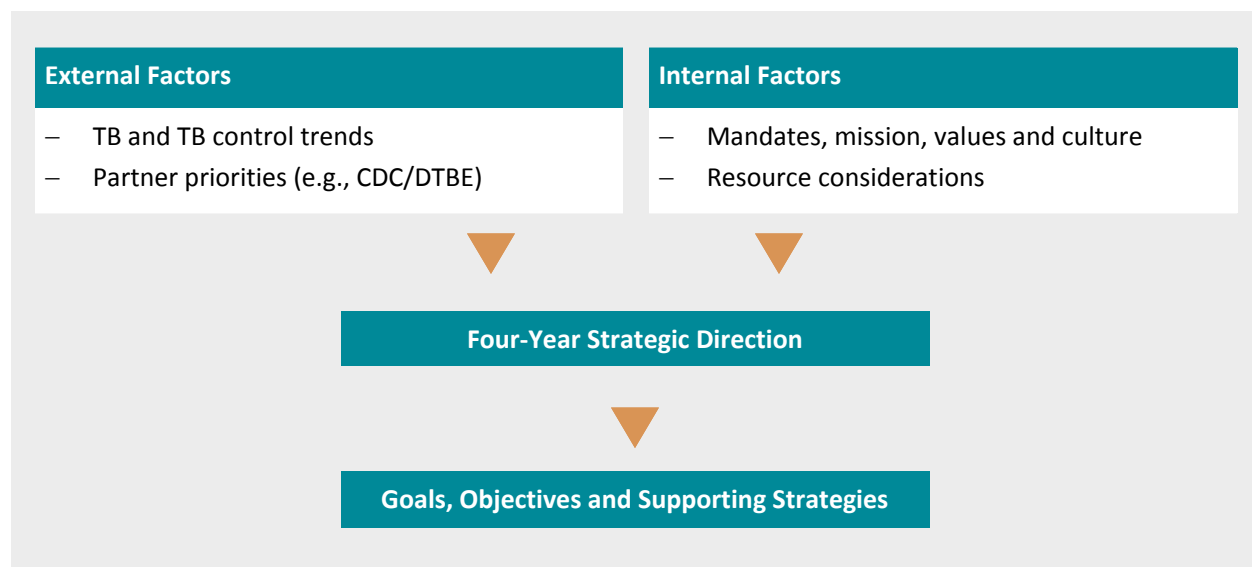 External Factors
– TB and TB control trends
– Partner priorities (e.g., CDC/DTBE)
Internal Factors
– Mandates, mission, values and culture
– Resource considerations
Four-Year Strategic Direction
Goals, Objectives and Supporting Strategies